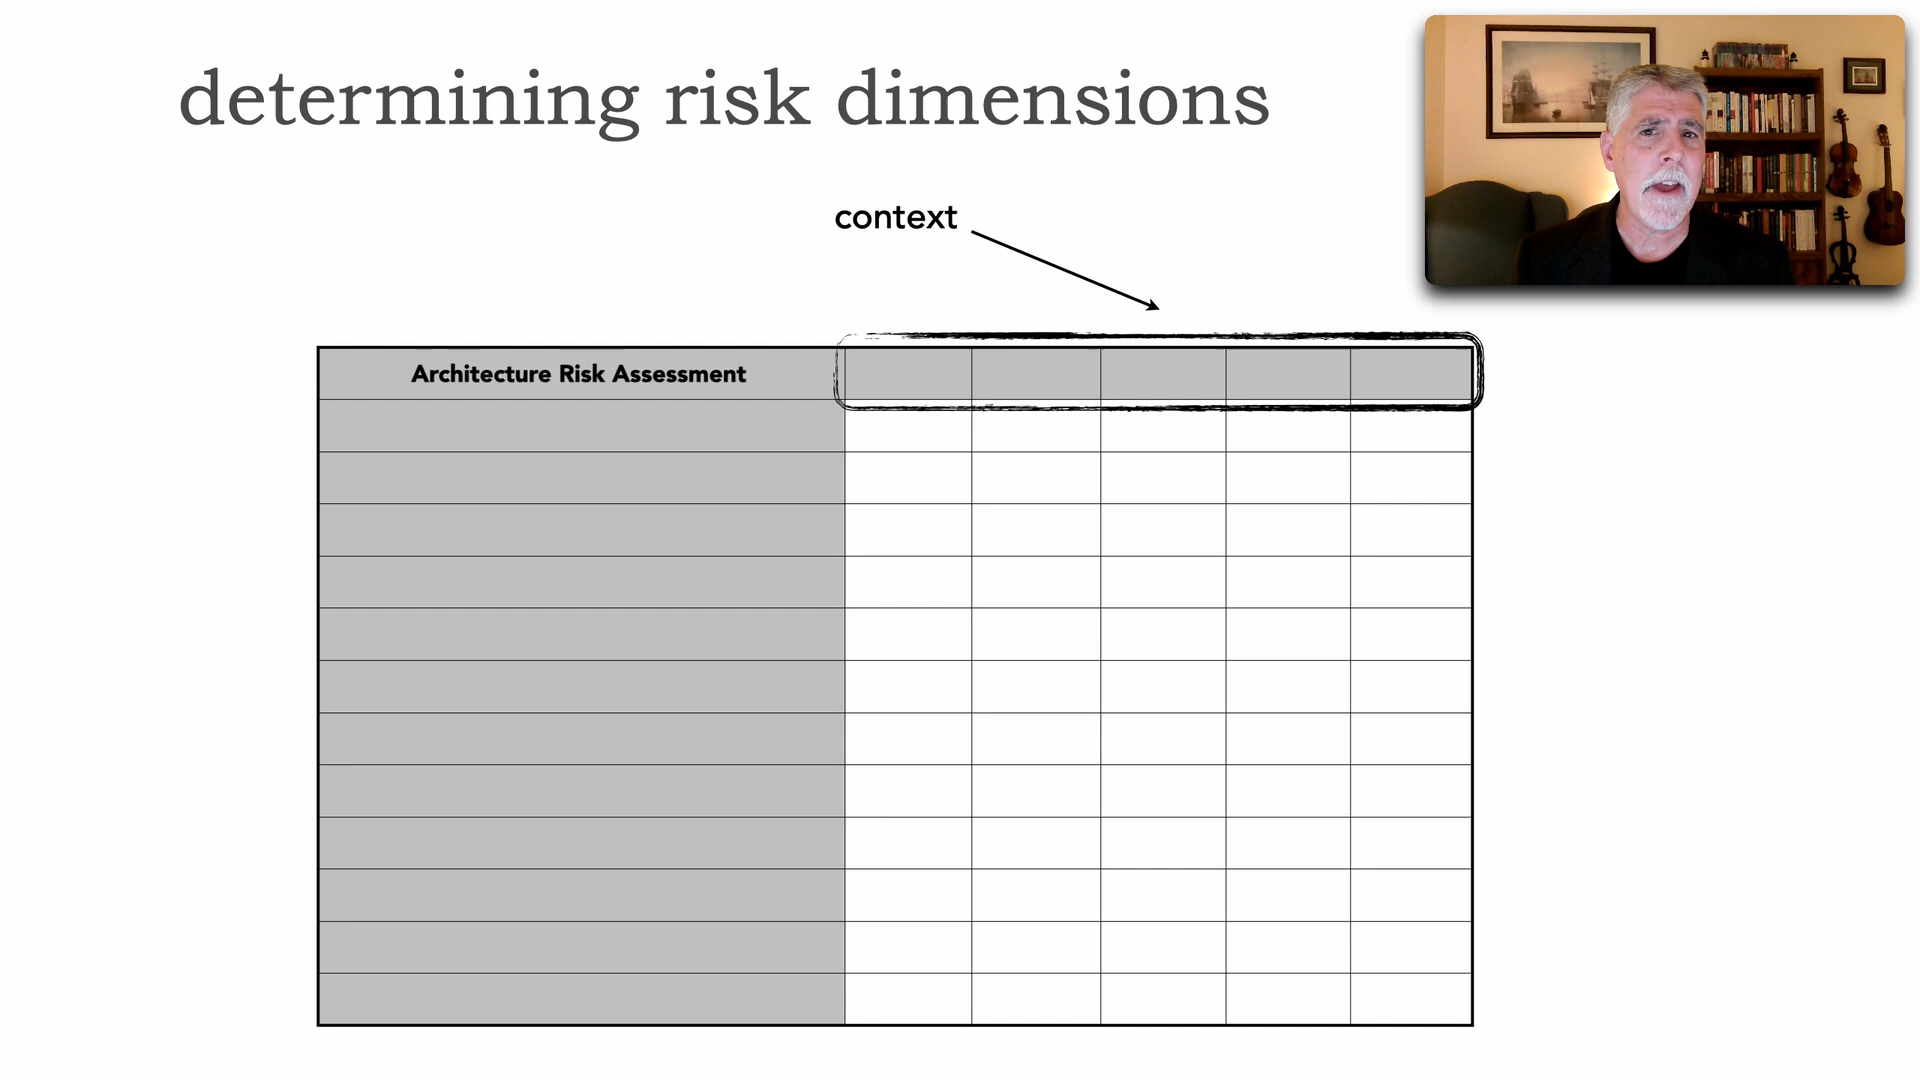 determining risk dimensions
context
Architecture Risk Assessment